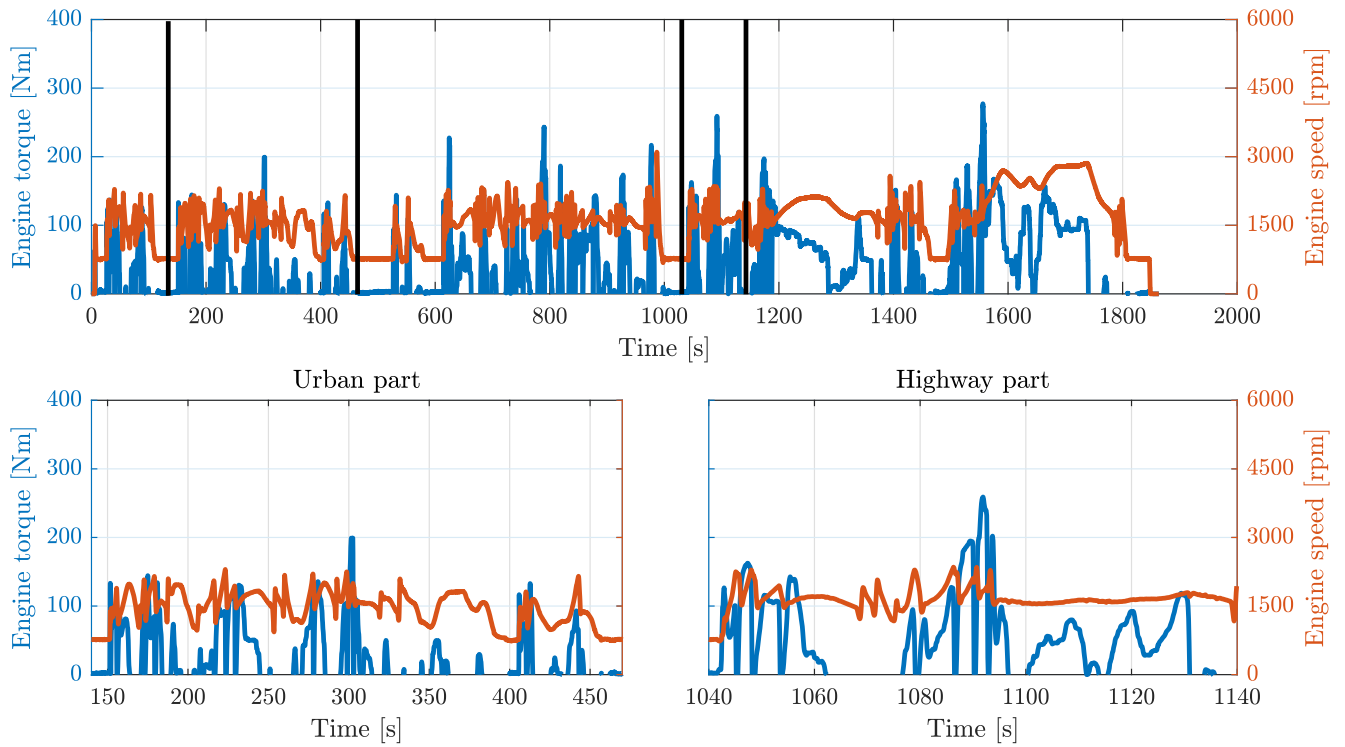 400 300 200 100 0
Engine torque [Nm]
6000 4500 3000 1500 0
Engine speed [rpm]
0 200 400 600 800 1000 1200 1400 1600 1800 2000
Time [s]
Urban part
400 300 200 100 0
Engine torque [Nm]
150 200 250 300 350 400 450
Time [s]
Highway part
6000 4500 3000 1500 0
Engine speed [rpm]
1040 1060 1080 1100 1120 1140
Time [s]